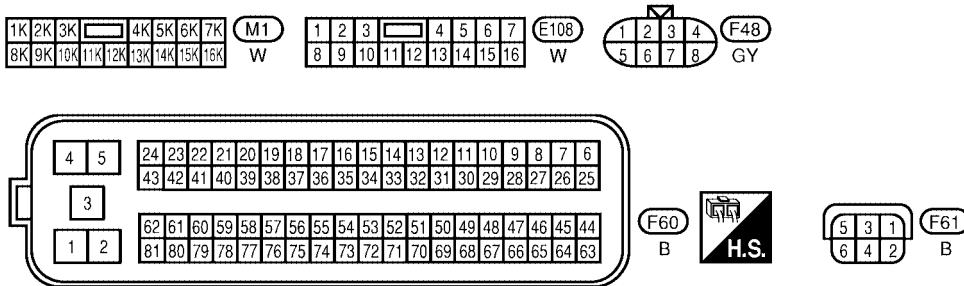 1K 2K 3K 4K 5K 6K 7K M1
8K 9K 10K 11K 12K 13K 14K 15K 16K W
1 2 3 4 5 6 7 E108
8 9 10 11 12 13 14 15 16 W
1 2 3 4 F48
5 6 7 8 GY
4 5
3
1 2
24 23 22 21 20 19 18 17 16 15 14 13 12 11 10 9 8 7 6
43 42 41 40 39 38 37 36 35 34 33 32 31 30 29 28 27 26 25
62 61 60 59 58 57 56 55 54 53 52 51 50 49 48 47 46 45 44
81 80 79 78 77 76 75 74 73 72 71 70 69 68 67 66 65 64 63
F60
B
H.S.
5 3 1 F61
6 4 2 B